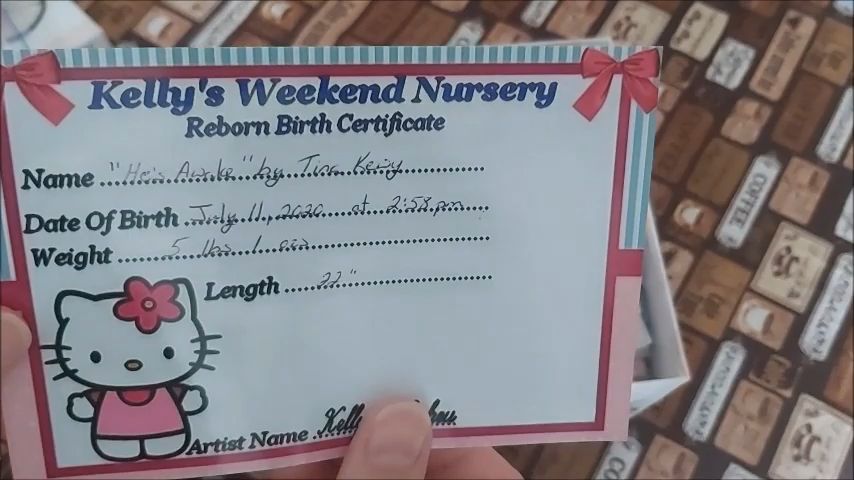 Kelly's Weekend Nursery
Reborn Birth Certificate
Name "He's Awake" by Tina Kewy
Date Of Birth July 11, 2020 at 2:58 pm
Weight 5 lbs 1
Length 22"
Artist Name
COFFEE